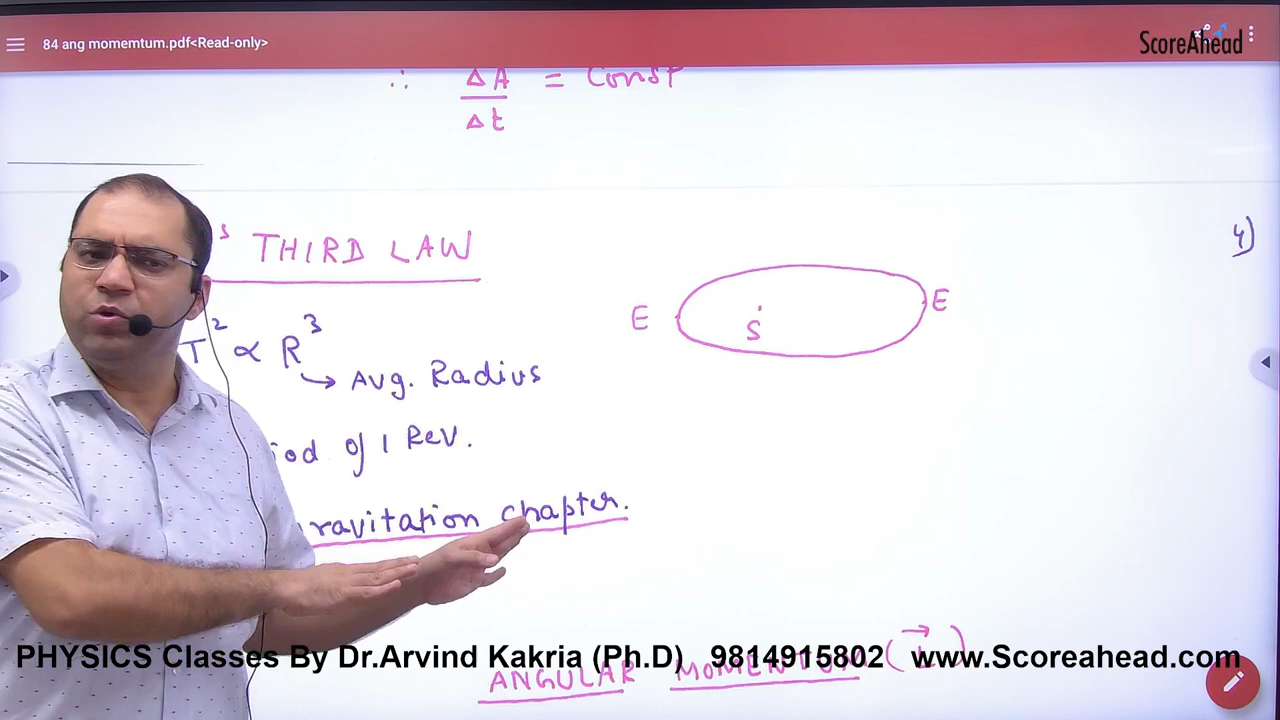 84 ang momemtum.pdf<Read-only>
ScoreAhead
∴ ΔA/Δt = Const
4)
s THIRD LAW
T² ∝ R³
→ Avg. Radius
E S E
iod of 1 Rev.
ravitation chapter.
PHYSICS Classes By Dr.Arvind Kakria (Ph.D) 9814915802 www.Scoreahead.com
ANGULAR MOMENTUM (L⃗)